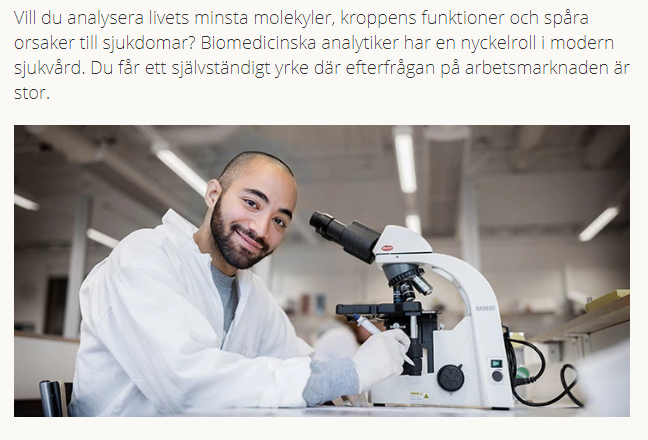 Vill du analysera livets minsta molekyler, kroppens funktioner och spåra
orsaker till sjukdomar? Biomedicinska analytiker har en nyckelroll i modern
sjukvård. Du får ett självständigt yrke där efterfrågan på arbetsmarknaden är
stor.